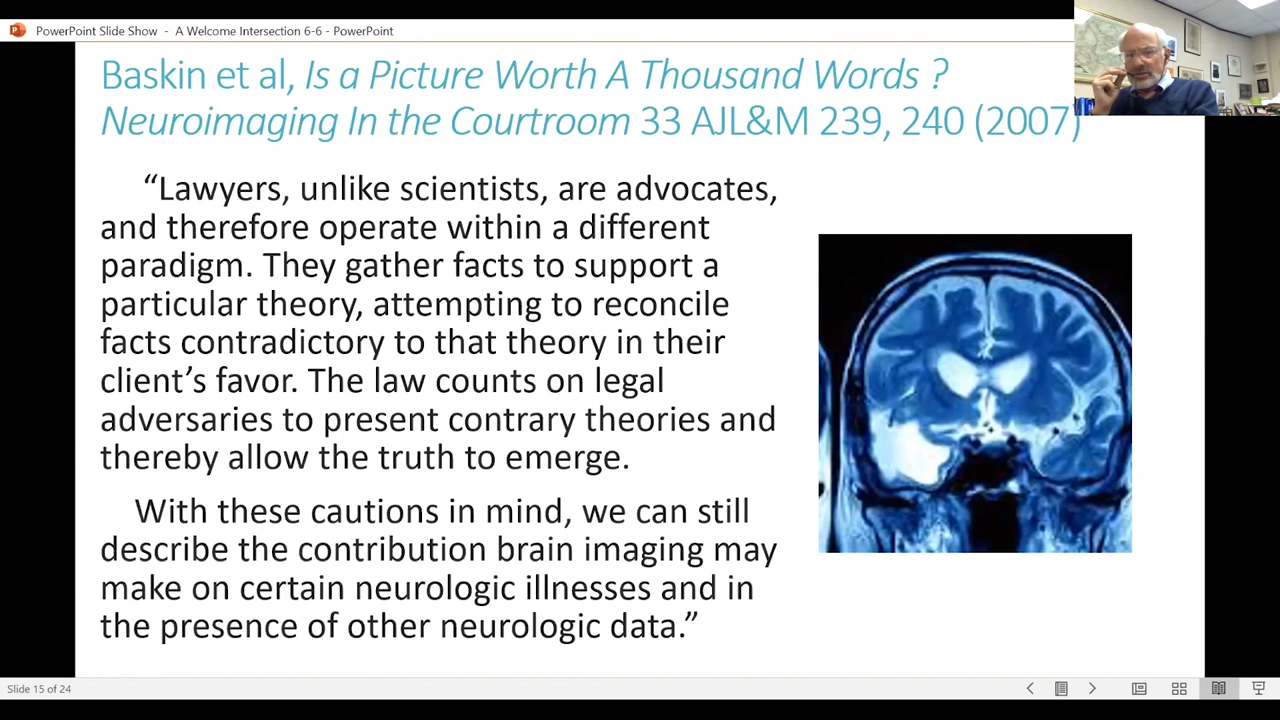 PowerPoint Slide Show - A Welcome Intersection 6-6 - PowerPoint
Baskin et al, Is a Picture Worth A Thousand Words ?
Neuroimaging In the Courtroom 33 AJL&M 239, 240 (2007)
“Lawyers, unlike scientists, are advocates,
and therefore operate within a different
paradigm. They gather facts to support a
particular theory, attempting to reconcile
facts contradictory to that theory in their
client’s favor. The law counts on legal
adversaries to present contrary theories and
thereby allow the truth to emerge.
With these cautions in mind, we can still
describe the contribution brain imaging may
make on certain neurologic illnesses and in
the presence of other neurologic data.”
Slide 15 of 24